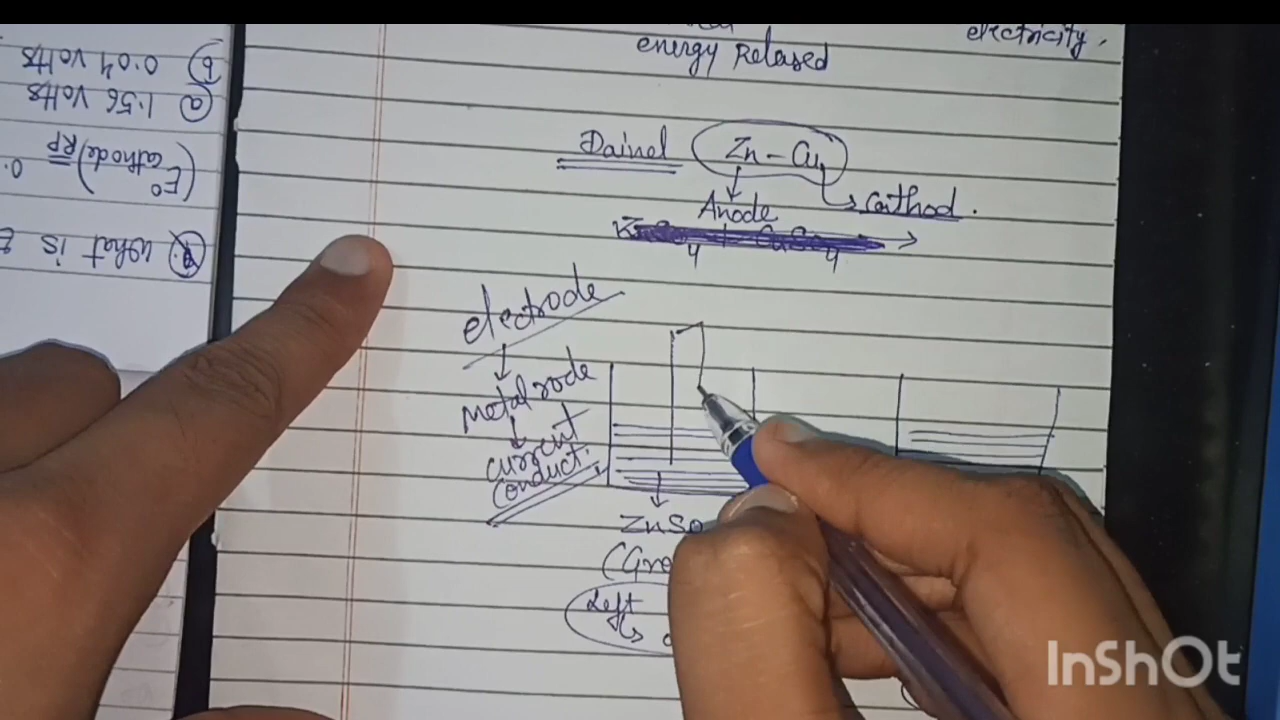 energy Relased
electricity,
Dainel Zn - Cu
Anode
Cathod.
electrode
Metal rode
current
conduct.
ZnSO
(Gro
Left
b) 0.04 volts
a) 1.56 volts
(E°cathode)RP = 0.
What is
InShOt